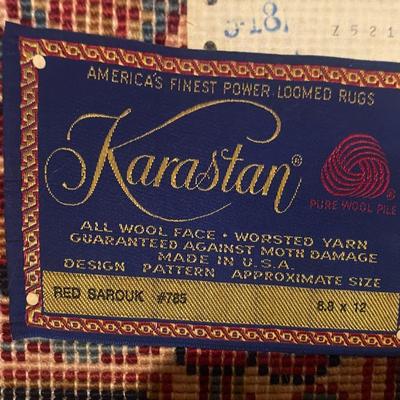 Z521
AMERICA'S FINEST POWER-LOOMED RUGS
Karastan®
PURE WOOL PILE
ALL WOOL FACE • WORSTED YARN
GUARANTEED AGAINST MOTH DAMAGE
MADE IN U.S.A.
DESIGN PATTERN APPROXIMATE SIZE
RED SAROUK #785 8.8 x 12